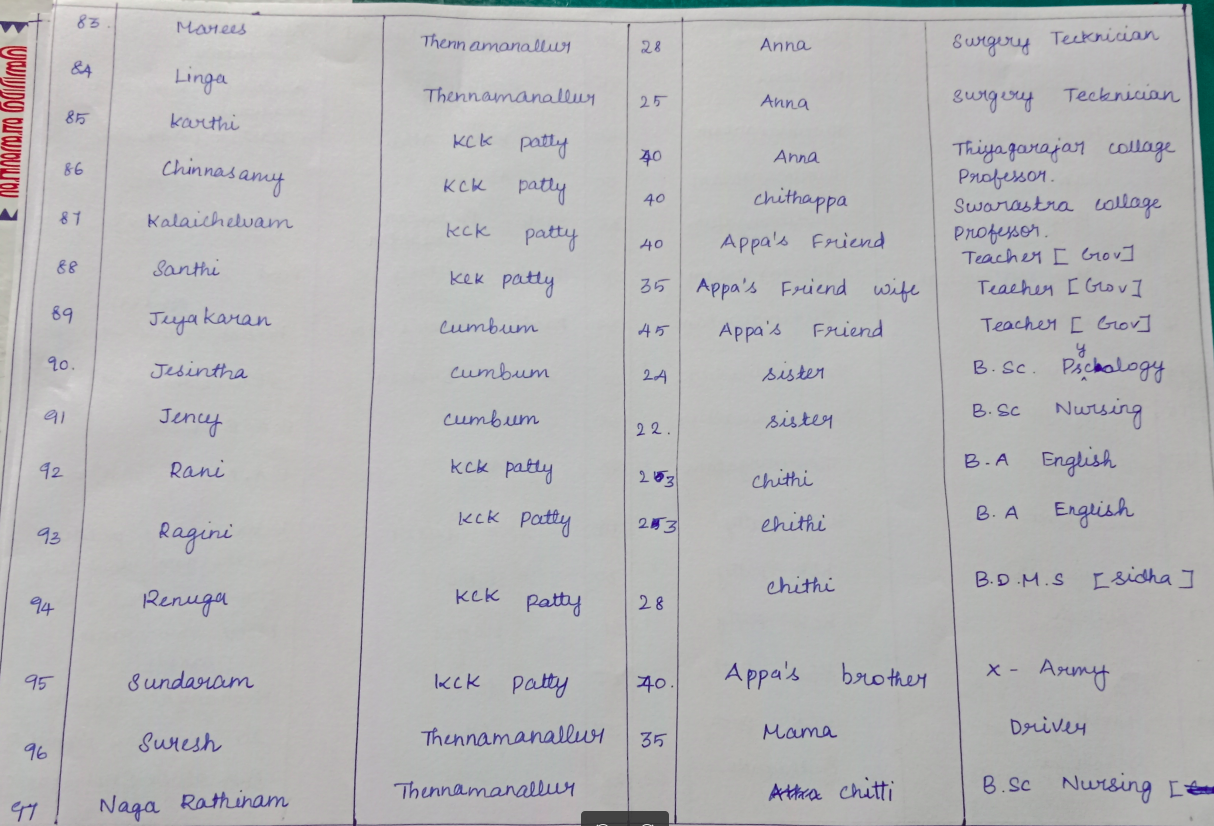 83. Marees Thennamanallur 28 Anna Surgery Tecknician
84 Linga Thennamanallur 25 Anna Surgery Tecknician
85 Karthi KCK patty 40 Anna Thiyagarajar collage Professor.
86 Chinnasamy KCK patty 40 chithappa Swarastra collage Professor.
87 Kalaichelvam KCK patty 40 Appa's Friend Teacher [Gov]
88 Santhi KCK patty 35 Appa's Friend wife Teacher [Gov]
89 Jeyakaran Cumbum 45 Appa's Friend Teacher [Gov]
90. Jesintha Cumbum 24 sister B.Sc. Psychology
91 Jency Cumbum 22. sister B.Sc Nursing
92 Rani KCK patty 23 chithi B.A English
93 Ragini KCK Patty 23 chithi B.A English
94 Renuga KCK Patty 28 chithi B.D.M.S [sidha]
95 Sundaram KCK Patty 40. Appa's brother X- Army
96 Suresh Thennamanallur 35 Mama Driver
97 Naga Rathinam Thennamanallur chitti B.Sc Nursing [